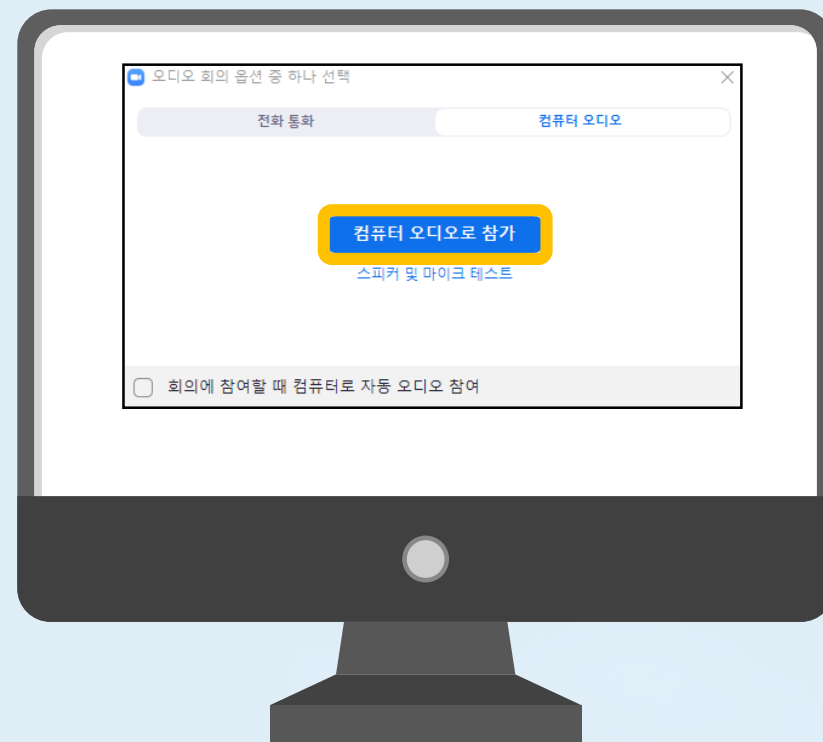 오디오 회의 옵션 중 하나 선택
전화 통화
컴퓨터 오디오
컴퓨터 오디오로 참가
스피커 및 마이크 테스트
회의에 참여할 때 컴퓨터로 자동 오디오 참여